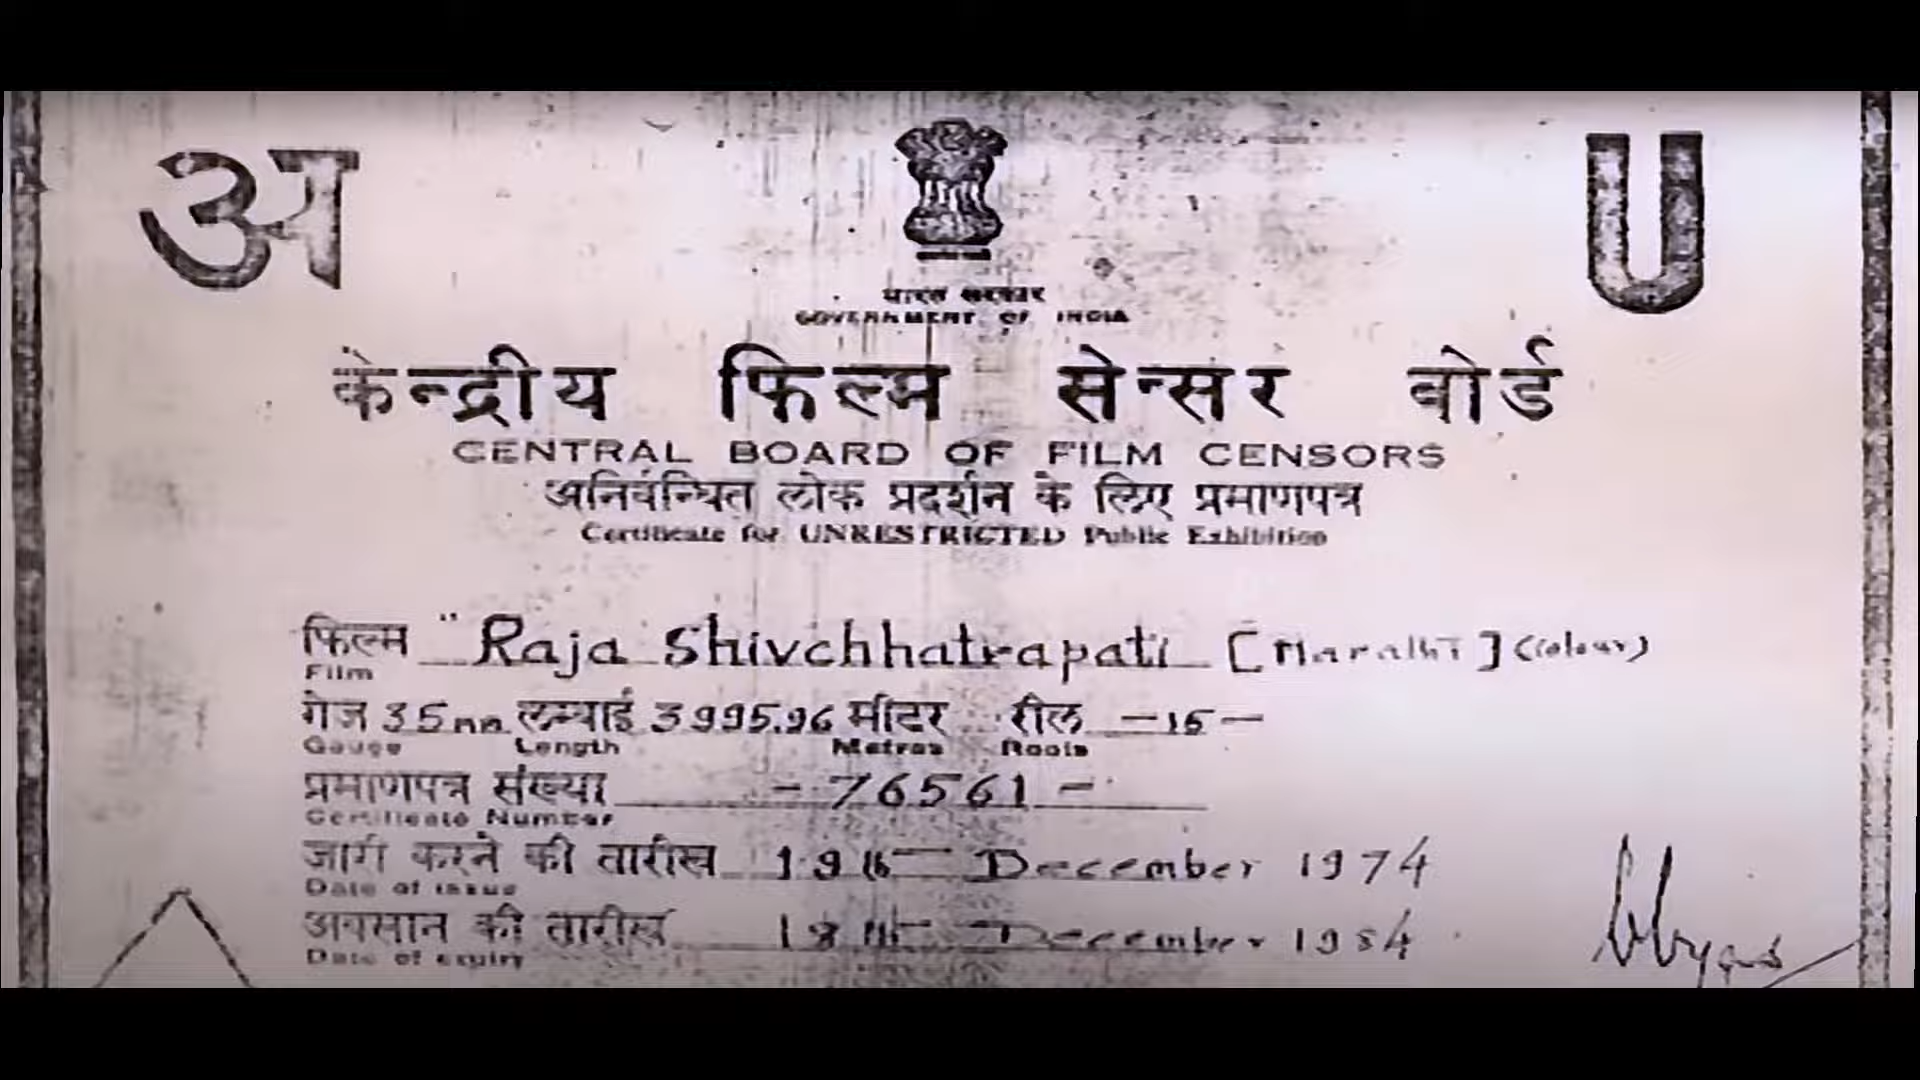 अ
U
भारत सरकार
GOVERNMENT OF INDIA
केन्द्रीय फिल्म सेन्सर बोर्ड
CENTRAL BOARD OF FILM CENSORS
अनिर्बन्धित लोक प्रदर्शन के लिए प्रमाणपत्र
Certificate for UNRESTRICTED Public Exhibition
फिल्म "Raja Shivchhatrapati [Marathi] (colour)
Film
गेज 35mm लम्बाई 3995.96 मीटर रील -15-
Gauge Length Metres Reels
प्रमाणपत्र संख्या -76561-
Certificate Number
जारी करने की तारीख 19th December 1974
Date of issue
अवसान की तारीख 18th December 1984
Date of expiry